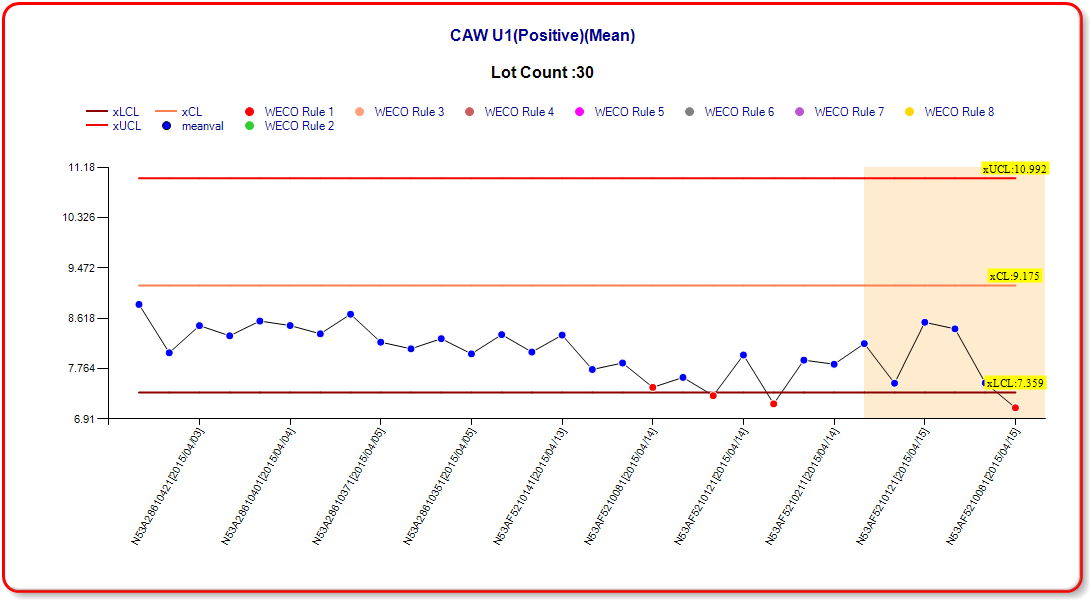 CAW U1(Positive)(Mean)
Lot Count :30
xLCL xCL WECO Rule 1 WECO Rule 3 WECO Rule 4 WECO Rule 5 WECO Rule 6 WECO Rule 7 WECO Rule 8
xUCL meanval WECO Rule 2
11.18
xUCL:10.992
10.326
9.472
xCL:9.175
8.618
7.764
xLCL:7.359
6.91
N53A28610421[2015/04/03]
N53A28610401[2015/04/04]
N53A28610371[2015/04/05]
N53A28610351[2015/04/05]
N53AF5210141[2015/04/13]
N53AF5210081[2015/04/14]
N53AF5210121[2015/04/14]
N53AF5210211[2015/04/14]
N53AF5210121[2015/04/15]
N53AF5210081[2015/04/15]